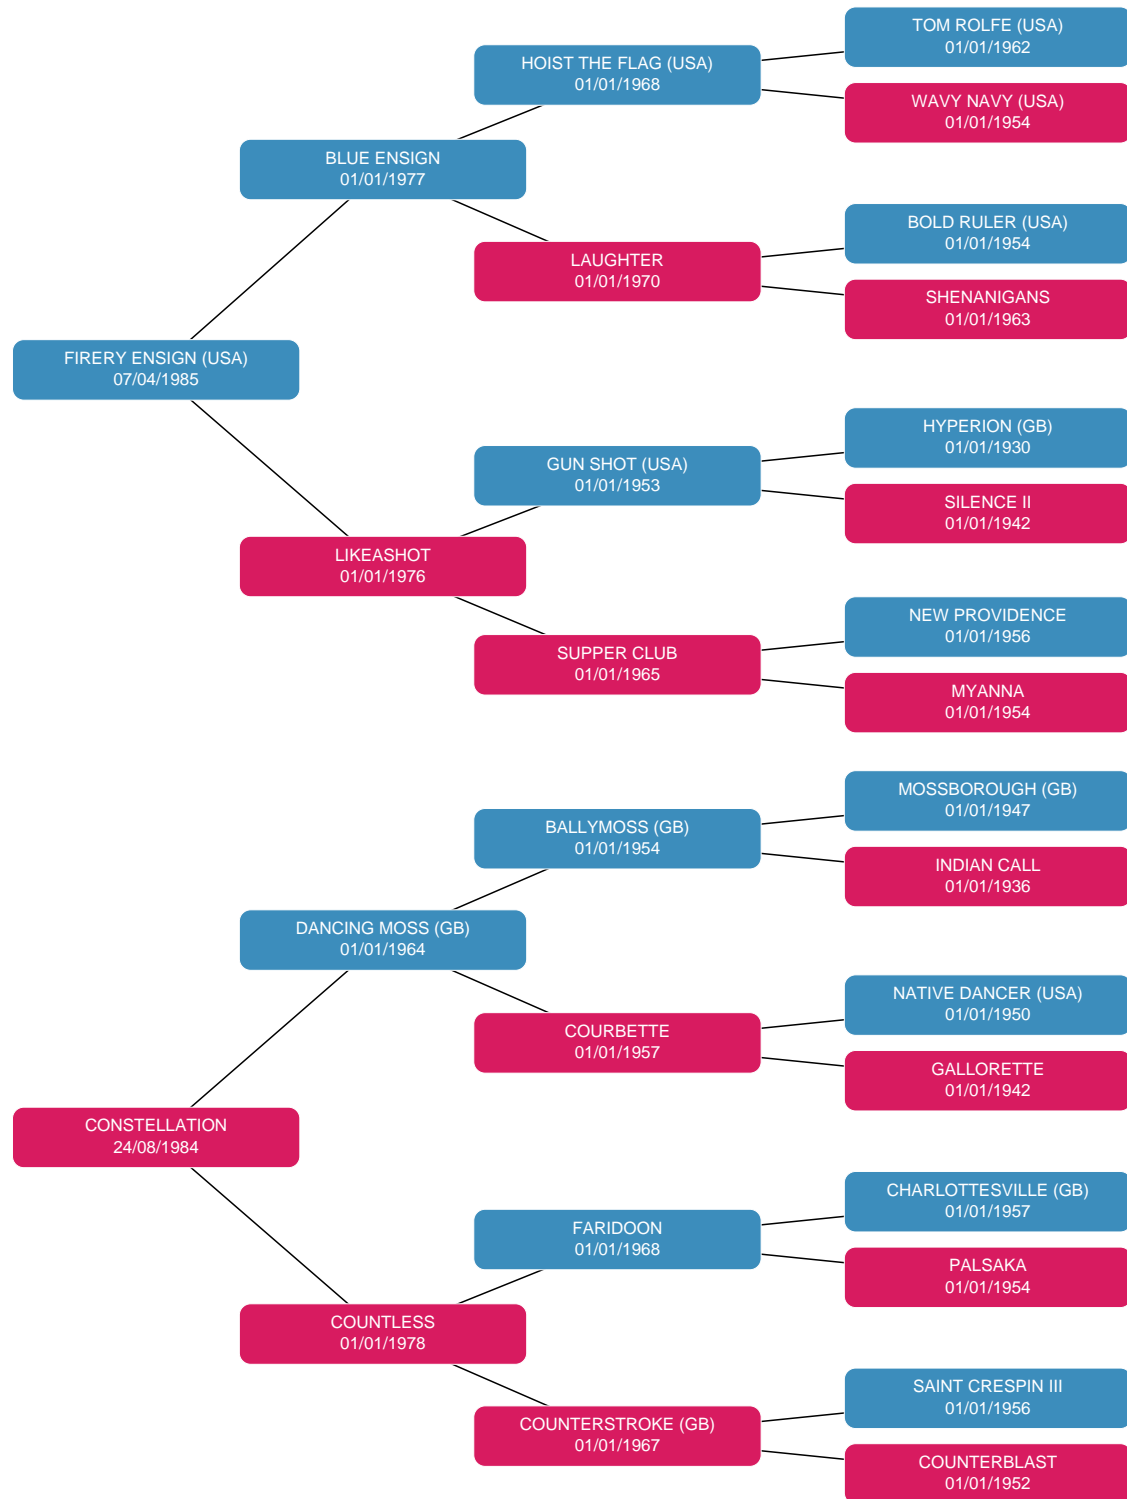 TOM ROLFE (USA)
01/01/1962
HOIST THE FLAG (USA)
01/01/1968
WAVY NAVY (USA)
01/01/1954
BLUE ENSIGN
01/01/1977
BOLD RULER (USA)
01/01/1954
LAUGHTER
01/01/1970
SHENANIGANS
01/01/1963
FIRERY ENSIGN (USA)
07/04/1985
HYPERION (GB)
01/01/1930
GUN SHOT (USA)
01/01/1953
SILENCE II
01/01/1942
LIKEASHOT
01/01/1976
NEW PROVIDENCE
01/01/1956
SUPPER CLUB
01/01/1965
MYANNA
01/01/1954
MOSSBOROUGH (GB)
01/01/1947
BALLYMOSS (GB)
01/01/1954
INDIAN CALL
01/01/1936
DANCING MOSS (GB)
01/01/1964
NATIVE DANCER (USA)
01/01/1950
COURBETTE
01/01/1957
GALLORETTE
01/01/1942
CONSTELLATION
24/08/1984
CHARLOTTESVILLE (GB)
01/01/1957
FARIDOON
01/01/1968
PALSAKA
01/01/1954
COUNTLESS
01/01/1978
SAINT CRESPIN III
01/01/1956
COUNTERSTROKE (GB)
01/01/1967
COUNTERBLAST
01/01/1952